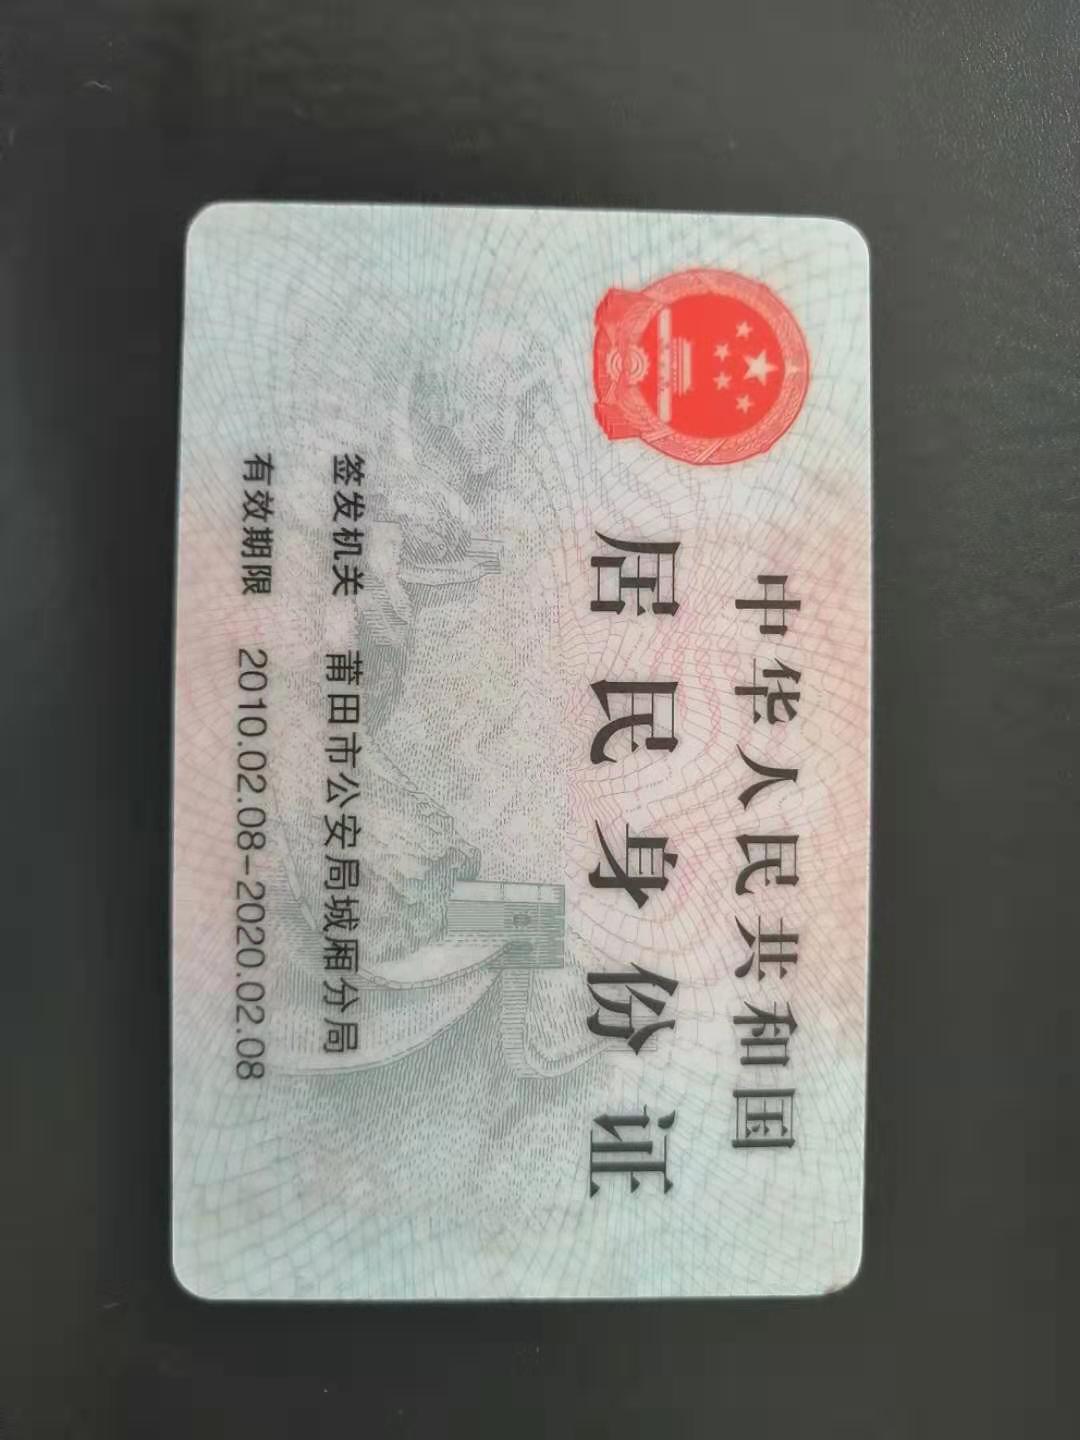 中华人民共和国
居民身份证
签发机关 莆田市公安局城厢分局
有效期限 2010.02.08-2020.02.08